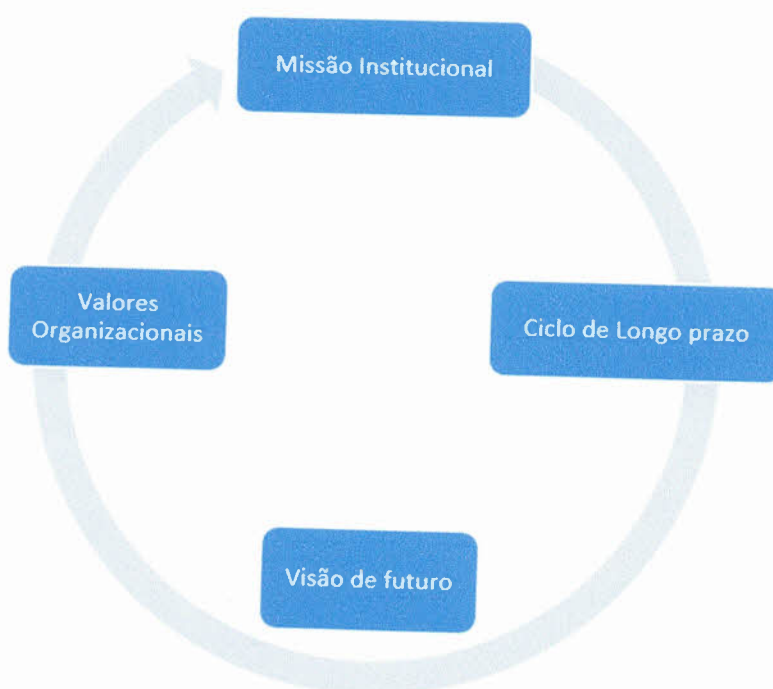 Missão Institucional
Valores
Organizacionais
Ciclo de Longo prazo
Visão de futuro